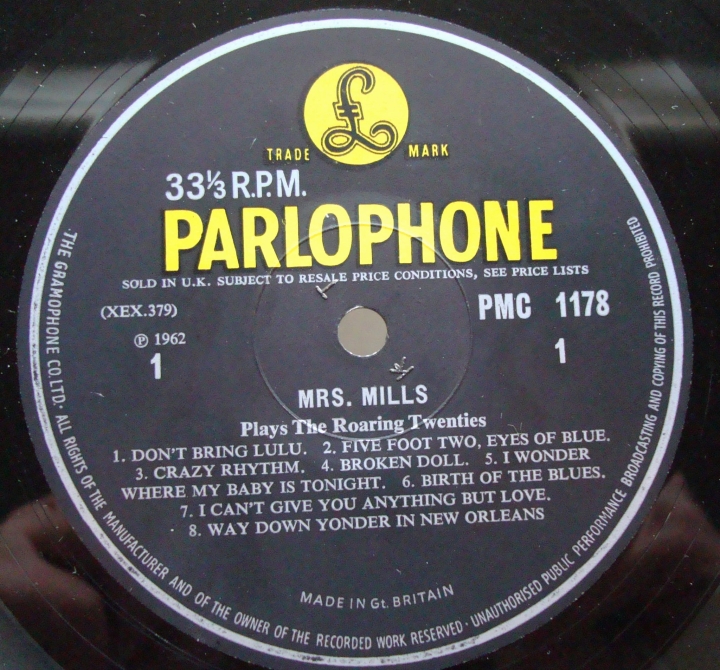 £
TRADE MARK
33⅓ R.P.M.
PARLOPHONE
SOLD IN U.K. SUBJECT TO RESALE PRICE CONDITIONS, SEE PRICE LISTS
(XEX.379) PMC 1178
℗ 1962
1 1
MRS. MILLS
Plays The Roaring Twenties
1. DON'T BRING LULU. 2. FIVE FOOT TWO, EYES OF BLUE.
3. CRAZY RHYTHM. 4. BROKEN DOLL. 5. I WONDER
WHERE MY BABY IS TONIGHT. 6. BIRTH OF THE BLUES.
7. I CAN'T GIVE YOU ANYTHING BUT LOVE.
8. WAY DOWN YONDER IN NEW ORLEANS
MADE IN Gt. BRITAIN
THE GRAMOPHONE CO. LTD. · ALL RIGHTS OF THE MANUFACTURER AND OF THE OWNER OF THE RECORDED WORK RESERVED · UNAUTHORISED PUBLIC PERFORMANCE BROADCASTING AND COPYING OF THIS RECORD PROHIBITED